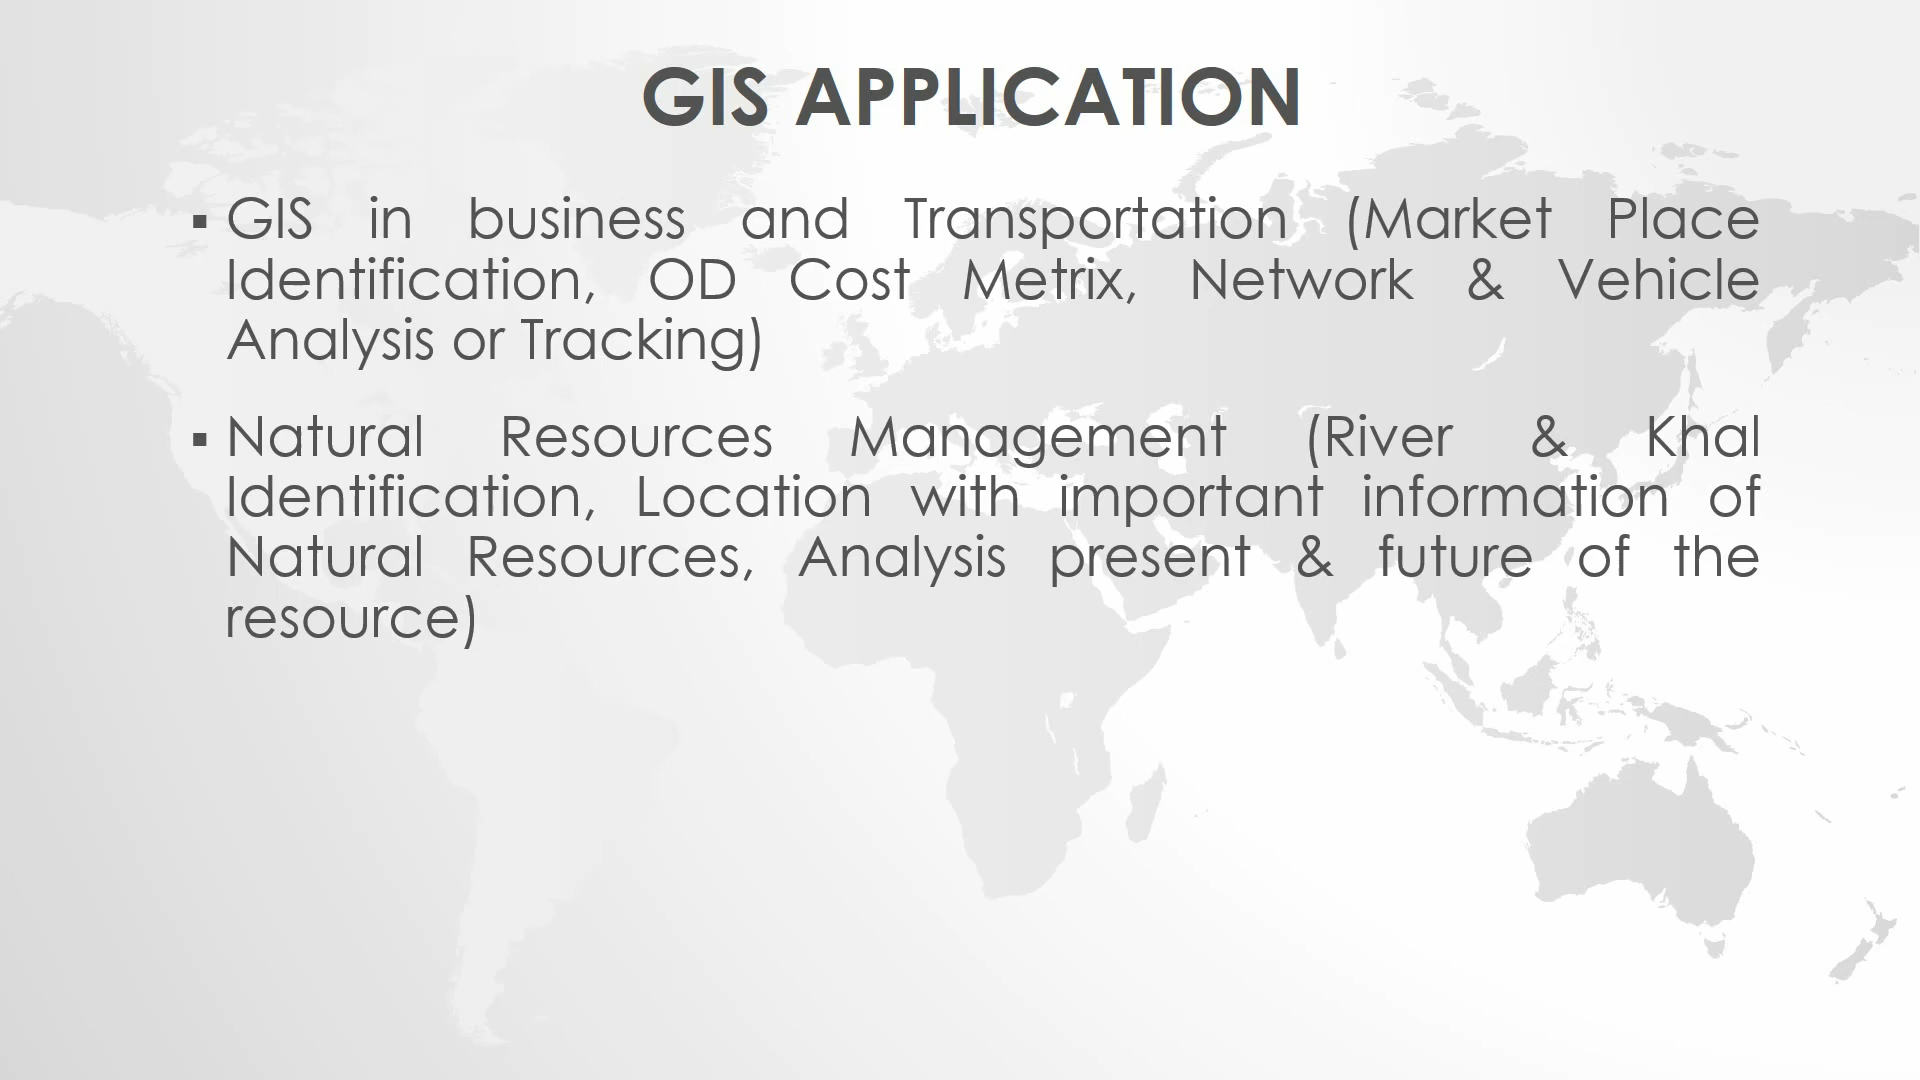 GIS APPLICATION
▪ GIS in business and Transportation (Market Place
Identification, OD Cost Metrix, Network & Vehicle
Analysis or Tracking)
▪ Natural Resources Management (River & Khal
Identification, Location with important information of
Natural Resources, Analysis present & future of the
resource)